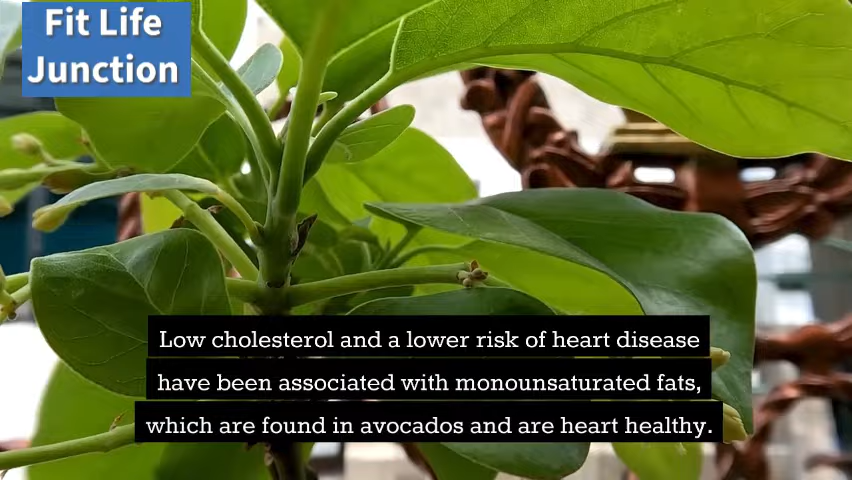 Fit Life
Junction
Low cholesterol and a lower risk of heart disease
have been associated with monounsaturated fats,
which are found in avocados and are heart healthy.